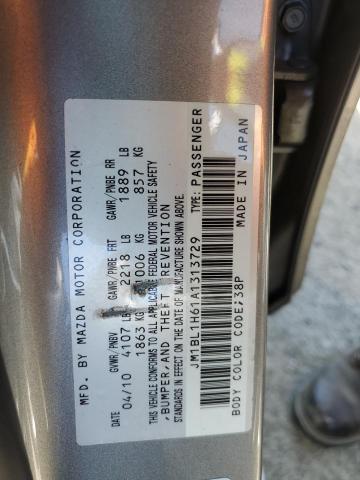 MFD. BY MAZDA MOTOR CORPORATION
DATE GVWR/PNBV GAWR/PNBE FRT GAWR/PNBE RR
04/10 4107 LB 2218 LB 1889 LB
1863 KG 1006 KG 857 KG
THIS VEHICLE CONFORMS TO ALL APPLICABLE FEDERAL MOTOR VEHICLE SAFETY
,BUMPER,AND THEFT PREVENTION
STANDARDS IN EFFECT ON THE DATE OF MANUFACTURE SHOWN ABOVE.
JM1BL1H61A1313729 TYPE: PASSENGER
BODY COLOR CODE:38P MADE IN JAPAN